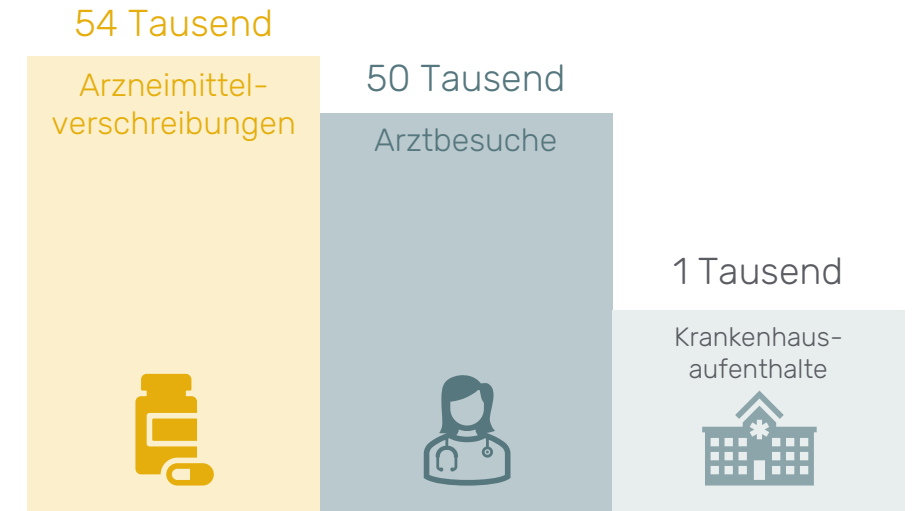 54 Tausend
Arzneimittel-
verschreibungen
50 Tausend
Arztbesuche
1 Tausend
Krankenhaus-
aufenthalte